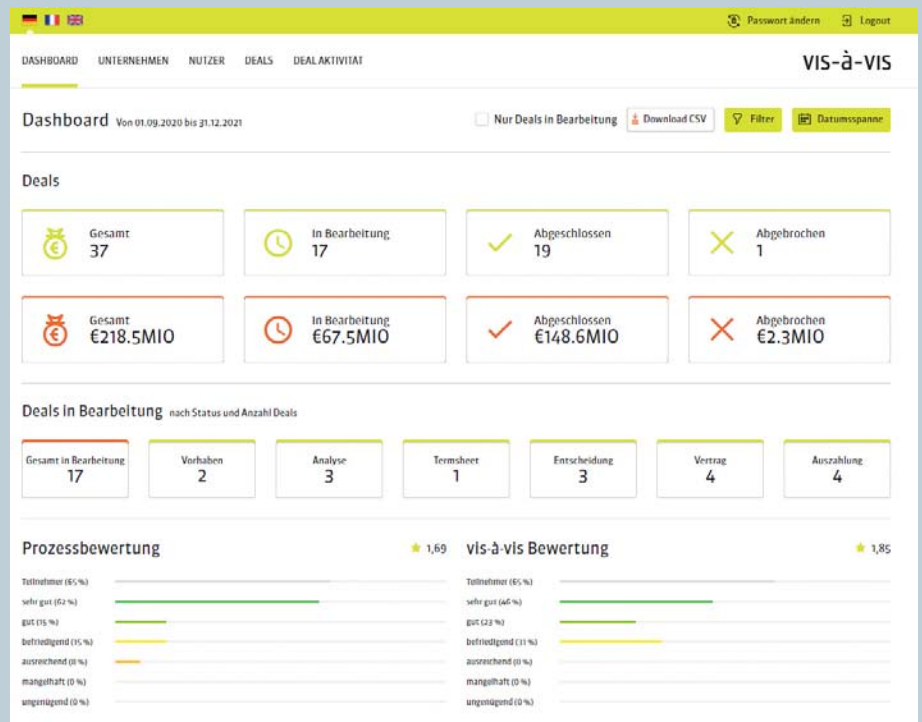 Passwort ändern Logout
DASHBOARD UNTERNEHMEN NUTZER DEALS DEAL AKTIVITÄT VIS-à-VIS
Dashboard Von 01.09.2020 bis 31.12.2021 Nur Deals in Bearbeitung Download CSV Filter Datumsspanne
Deals
Gesamt In Bearbeitung Abgeschlossen Abgebrochen
37 17 19 1
Gesamt In Bearbeitung Abgeschlossen Abgebrochen
€218.5MIO €67.5MIO €148.6MIO €2.3MIO
Deals in Bearbeitung nach Status und Anzahl Deals
Gesamt in Bearbeitung Vorhaben Analyse Termsheet Entscheidung Vertrag Auszahlung
17 2 3 1 3 4 4
Prozessbewertung 1,69 vis-à-vis Bewertung 1,85
Teilnehmer (65 %) Teilnehmer (65 %)
sehr gut (62 %) sehr gut (46 %)
gut (15 %) gut (23 %)
befriedigend (15 %) befriedigend (31 %)
ausreichend (8 %) ausreichend (0 %)
mangelhaft (0 %) mangelhaft (0 %)
ungenügend (0 %) ungenügend (0 %)